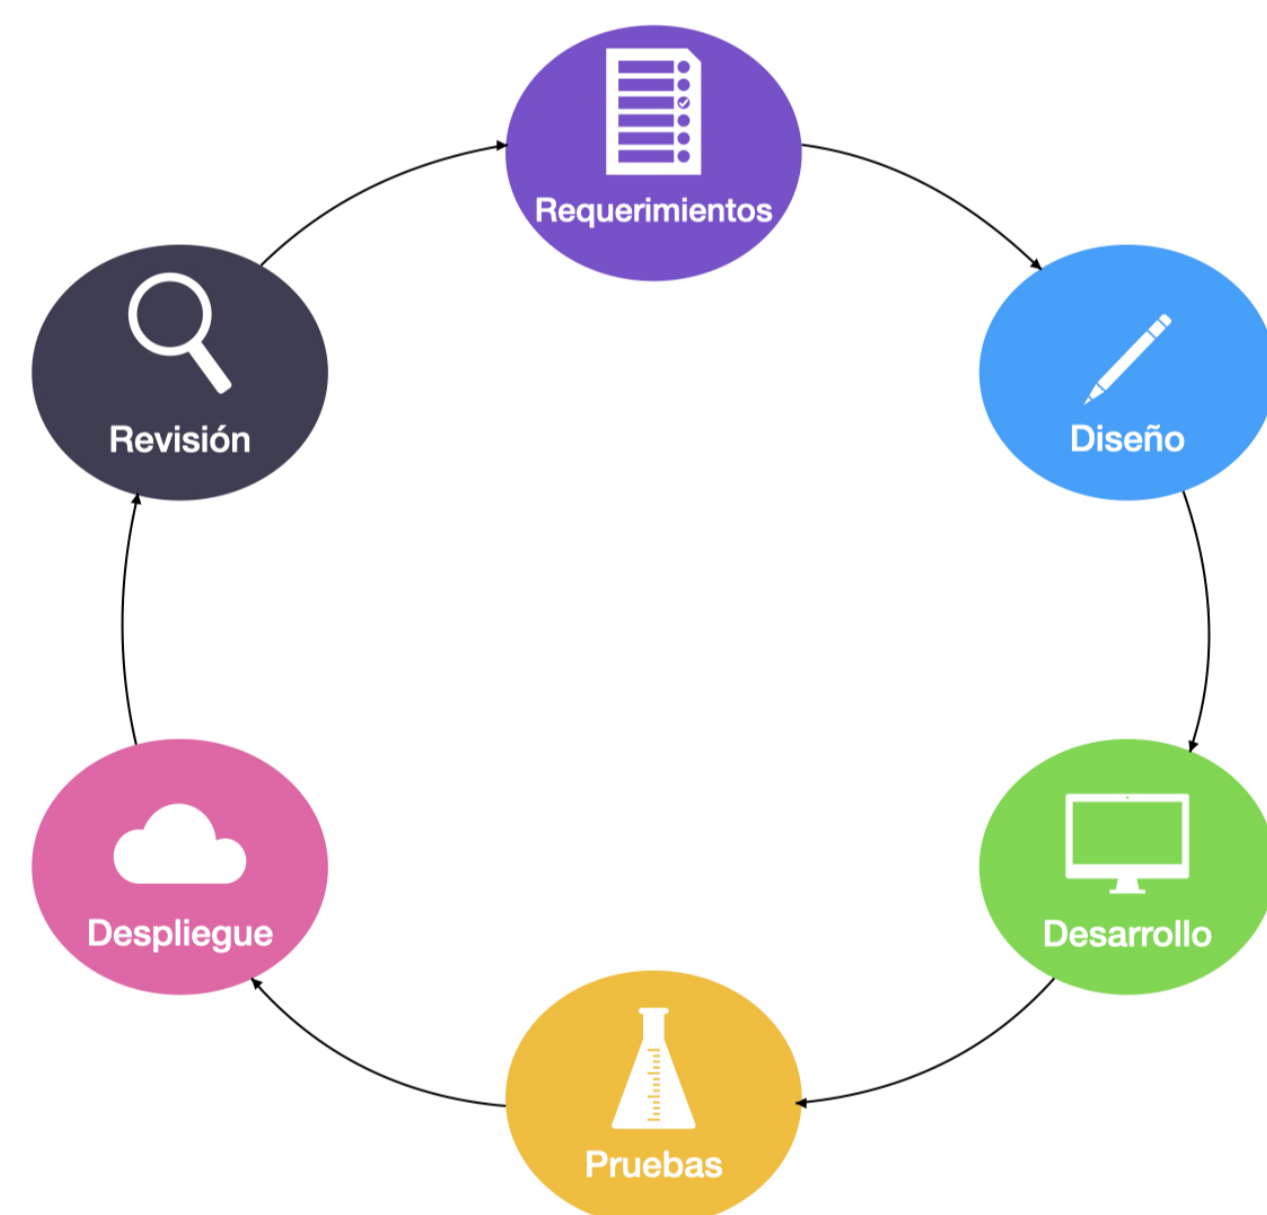 Requerimientos
Diseño
Desarrollo
Pruebas
Despliegue
Revisión